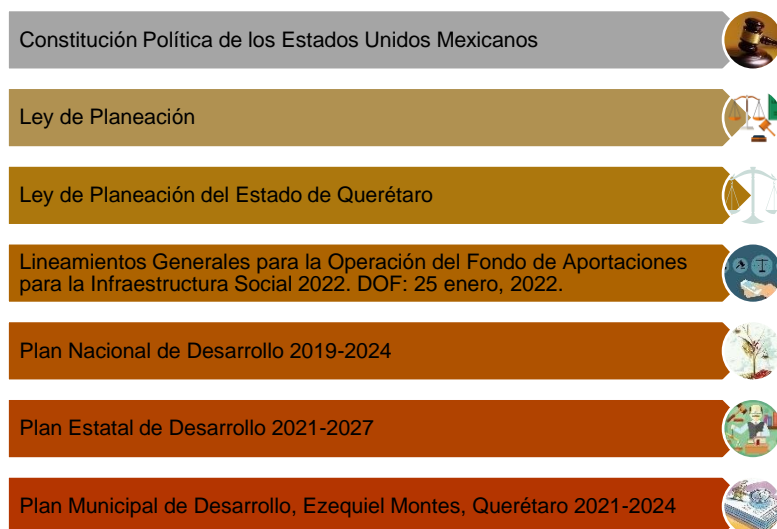 Constitución Política de los Estados Unidos Mexicanos
Ley de Planeación
Ley de Planeación del Estado de Querétaro
Lineamientos Generales para la Operación del Fondo de Aportaciones
para la Infraestructura Social 2022. DOF: 25 enero, 2022.
Plan Nacional de Desarrollo 2019-2024
Plan Estatal de Desarrollo 2021-2027
Plan Municipal de Desarrollo, Ezequiel Montes, Querétaro 2021-2024